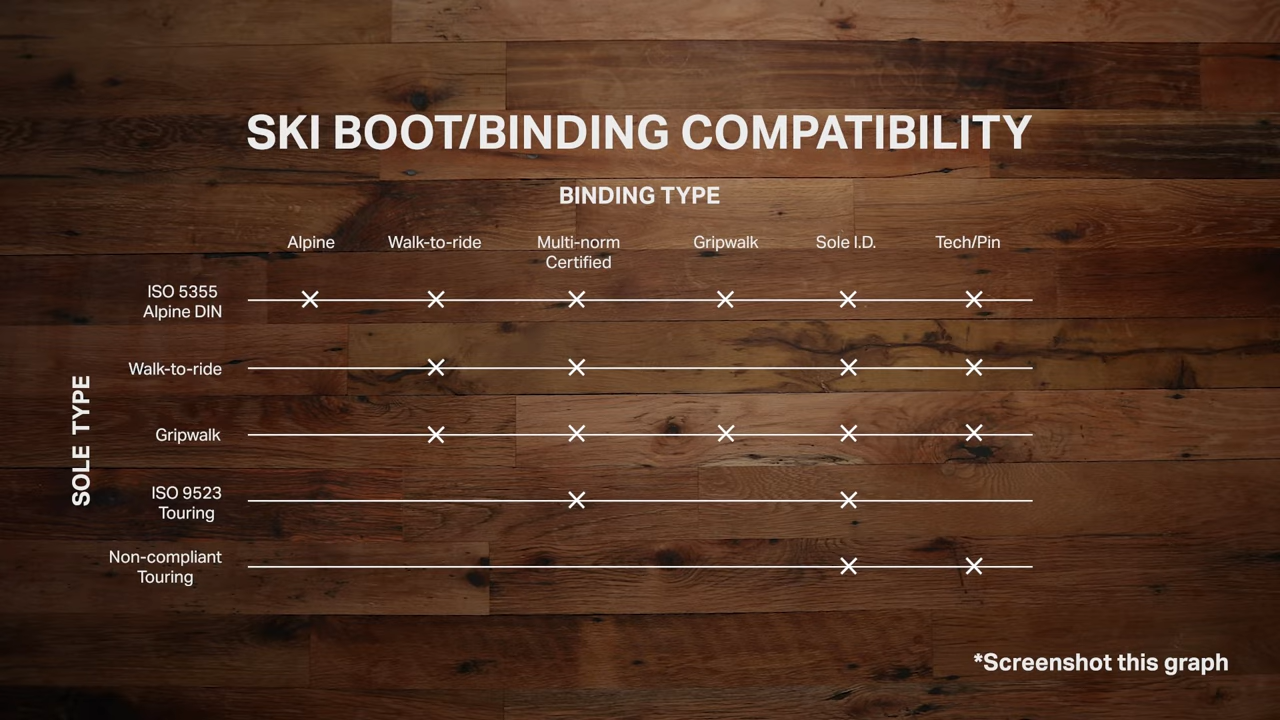 SKI BOOT/BINDING COMPATIBILITY
BINDING TYPE
Alpine
Walk-to-ride
Multi-norm
Certified
Gripwalk
Sole I.D.
Tech/Pin
SOLE TYPE
ISO 5355
Alpine DIN
Walk-to-ride
Gripwalk
ISO 9523
Touring
Non-compliant
Touring
*Screenshot this graph